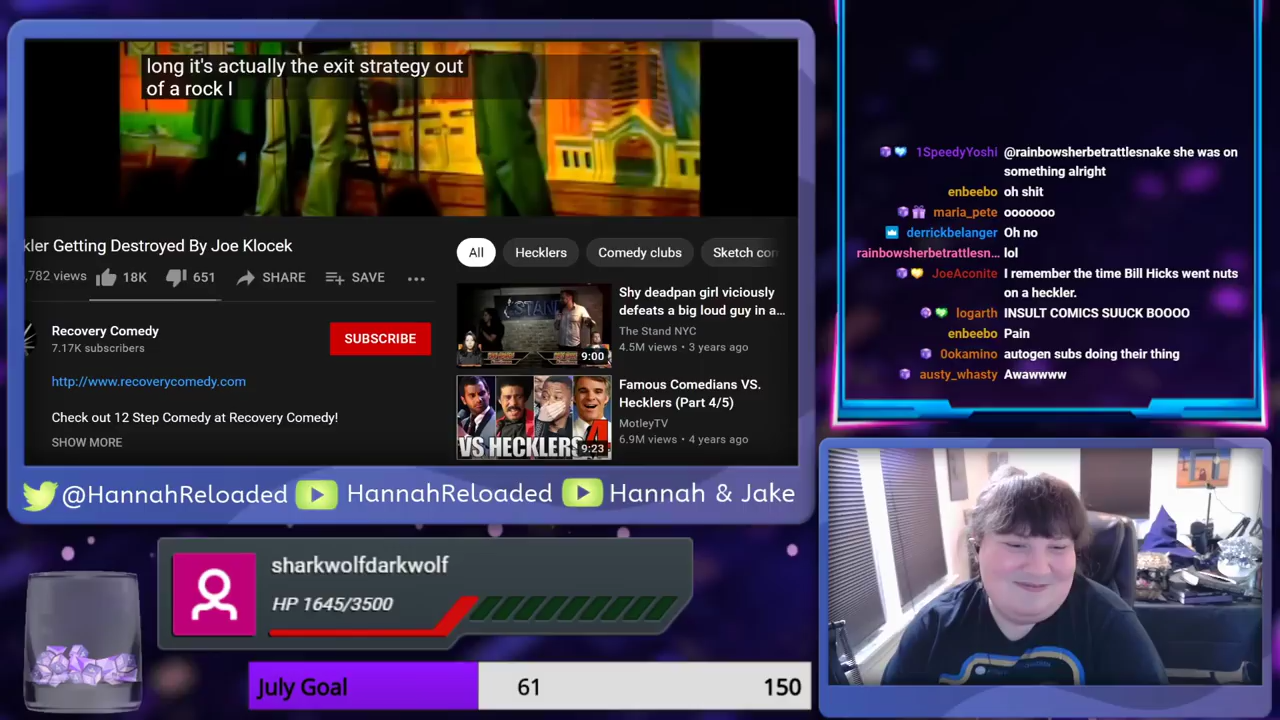 long it's actually the exit strategy out
of a rock I
kler Getting Destroyed By Joe Klocek
,782 views 18K 651 SHARE SAVE
Recovery Comedy
7.17K subscribers
SUBSCRIBE
http://www.recoverycomedy.com
Check out 12 Step Comedy at Recovery Comedy!
SHOW MORE
All Hecklers Comedy clubs Sketch con
STAND
9:00
Shy deadpan girl viciously
defeats a big loud guy in a...
The Stand NYC
4.5M views • 3 years ago
VS HECKLERS 4
9:23
Famous Comedians VS.
Hecklers (Part 4/5)
MotleyTV
6.9M views • 4 years ago
@HannahReloaded HannahReloaded Hannah & Jake
1SpeedyYoshi @rainbowsherbetrattlesnake she was on
something alright
enbeebo oh shit
maria_pete ooooooo
derrickbelanger Oh no
rainbowsherbetrattlesn... lol
JoeAconite I remember the time Bill Hicks went nuts
on a heckler.
logarth INSULT COMICS SUUCK BOOOO
enbeebo Pain
0okamino autogen subs doing their thing
austy_whasty Awawwww
sharkwolfdarkwolf
HP 1645/3500
July Goal 61 150